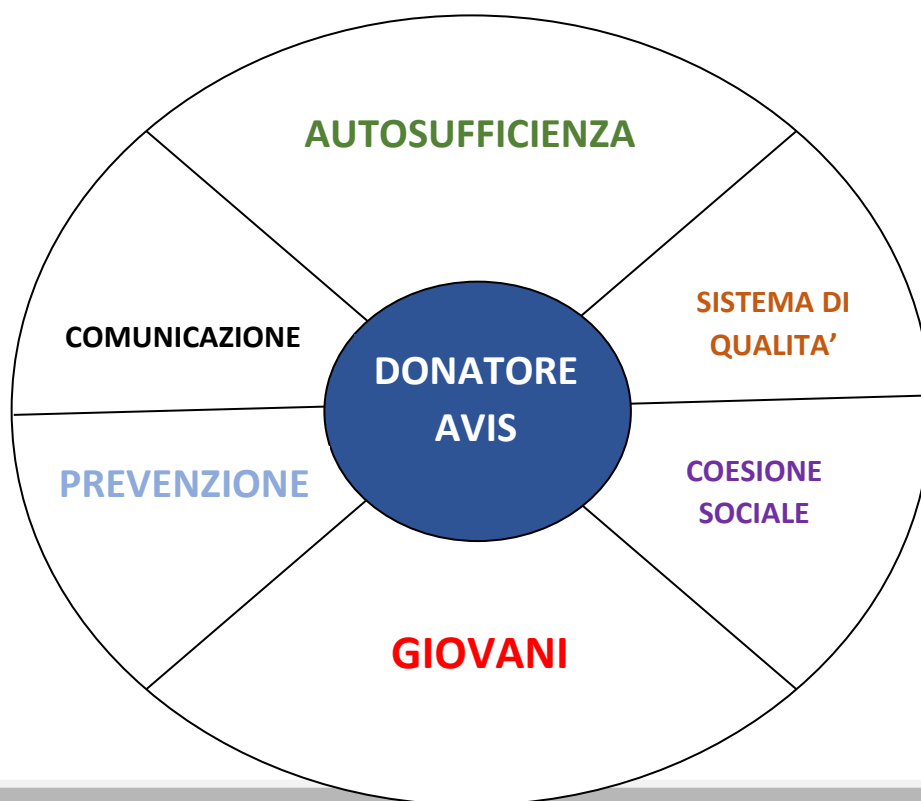 AUTOSUFFICIENZA
SISTEMA DI
QUALITA’
COMUNICAZIONE
DONATORE
AVIS
PREVENZIONE
COESIONE
SOCIALE
GIOVANI